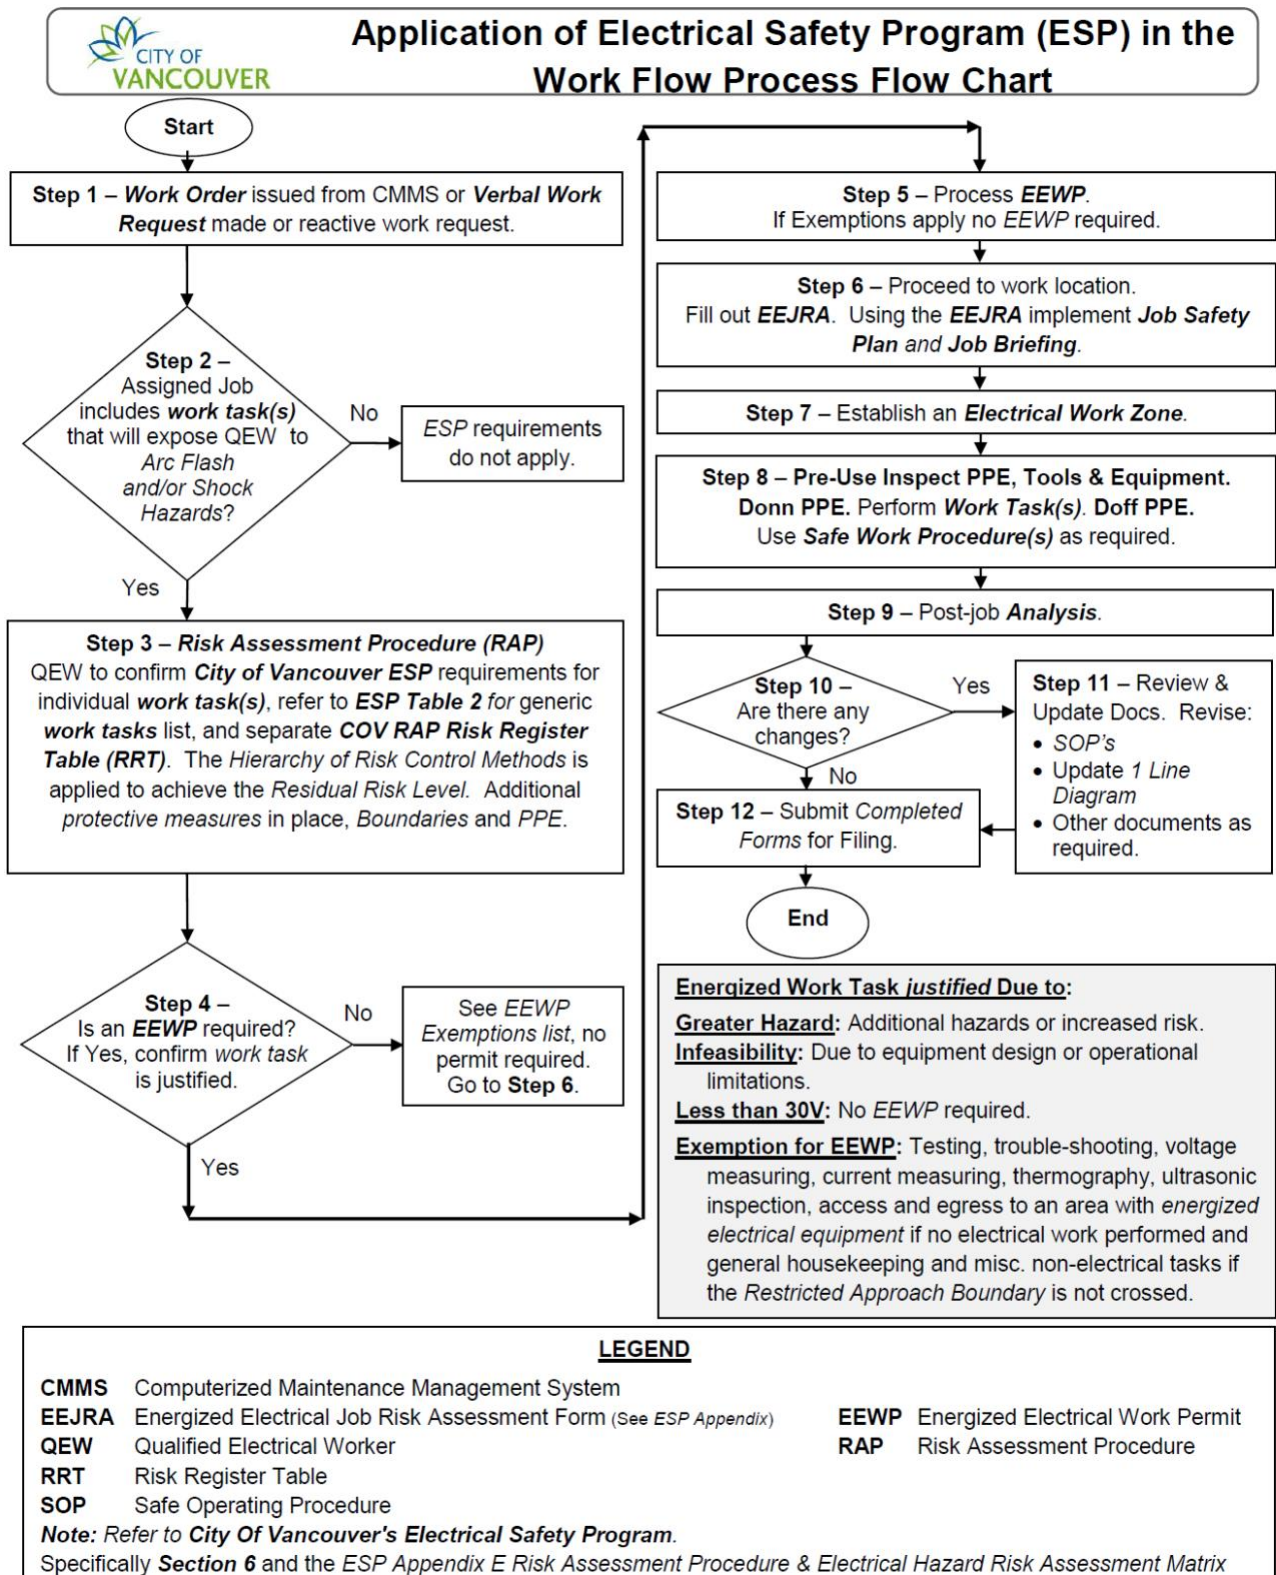 CITY OF
VANCOUVER
Application of Electrical Safety Program (ESP) in the
Work Flow Process Flow Chart
Start
Step 1 – Work Order issued from CMMS or Verbal Work
Request made or reactive work request.
Step 2 –
Assigned Job
includes work task(s)
that will expose QEW to
Arc Flash
and/or Shock
Hazards?
No
ESP requirements
do not apply.
Yes
Step 3 – Risk Assessment Procedure (RAP)
QEW to confirm City of Vancouver ESP requirements for
individual work task(s), refer to ESP Table 2 for generic
work tasks list, and separate COV RAP Risk Register
Table (RRT). The Hierarchy of Risk Control Methods is
applied to achieve the Residual Risk Level. Additional
protective measures in place, Boundaries and PPE.
Step 4 –
Is an EEWP required?
If Yes, confirm work task
is justified.
No
See EEWP
Exemptions list, no
permit required.
Go to Step 6.
Yes
Step 5 – Process EEWP.
If Exemptions apply no EEWP required.
Step 6 – Proceed to work location.
Fill out EEJRA. Using the EEJRA implement Job Safety
Plan and Job Briefing.
Step 7 – Establish an Electrical Work Zone.
Step 8 – Pre-Use Inspect PPE, Tools & Equipment.
Donn PPE. Perform Work Task(s). Doff PPE.
Use Safe Work Procedure(s) as required.
Step 9 – Post-job Analysis.
Step 10 –
Are there any
changes?
Yes
Step 11 – Review &
Update Docs. Revise:
• SOP's
• Update 1 Line
Diagram
• Other documents as
required.
No
Step 12 – Submit Completed
Forms for Filing.
End
Energized Work Task justified Due to:
Greater Hazard: Additional hazards or increased risk.
Infeasibility: Due to equipment design or operational
limitations.
Less than 30V: No EEWP required.
Exemption for EEWP: Testing, trouble-shooting, voltage
measuring, current measuring, thermography, ultrasonic
inspection, access and egress to an area with energized
electrical equipment if no electrical work performed and
general housekeeping and misc. non-electrical tasks if
the Restricted Approach Boundary is not crossed.
LEGEND
CMMS Computerized Maintenance Management System
EEJRA Energized Electrical Job Risk Assessment Form (See ESP Appendix) EEWP Energized Electrical Work Permit
QEW Qualified Electrical Worker RAP Risk Assessment Procedure
RRT Risk Register Table
SOP Safe Operating Procedure
Note: Refer to City Of Vancouver's Electrical Safety Program.
Specifically Section 6 and the ESP Appendix E Risk Assessment Procedure & Electrical Hazard Risk Assessment Matrix